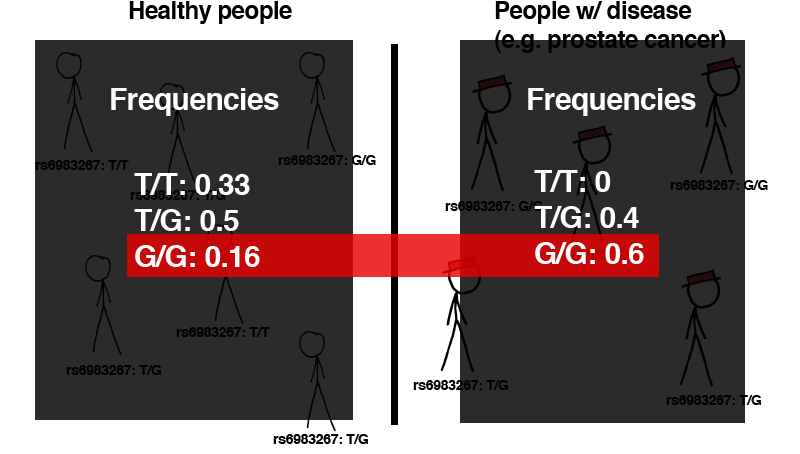 Healthy people
People w/ disease
(e.g. prostate cancer)
Frequencies
T/T: 0.33
T/G: 0.5
G/G: 0.16
rs6983267: T/T
rs6983267: G/G
rs6983267: T/G
rs6983267: T/T
rs6983267: T/G
rs6983267: T/G
Frequencies
T/T: 0
T/G: 0.4
G/G: 0.6
rs6983267: G/G
rs6983267: G/G
rs6983267: T/G
rs6983267: T/G